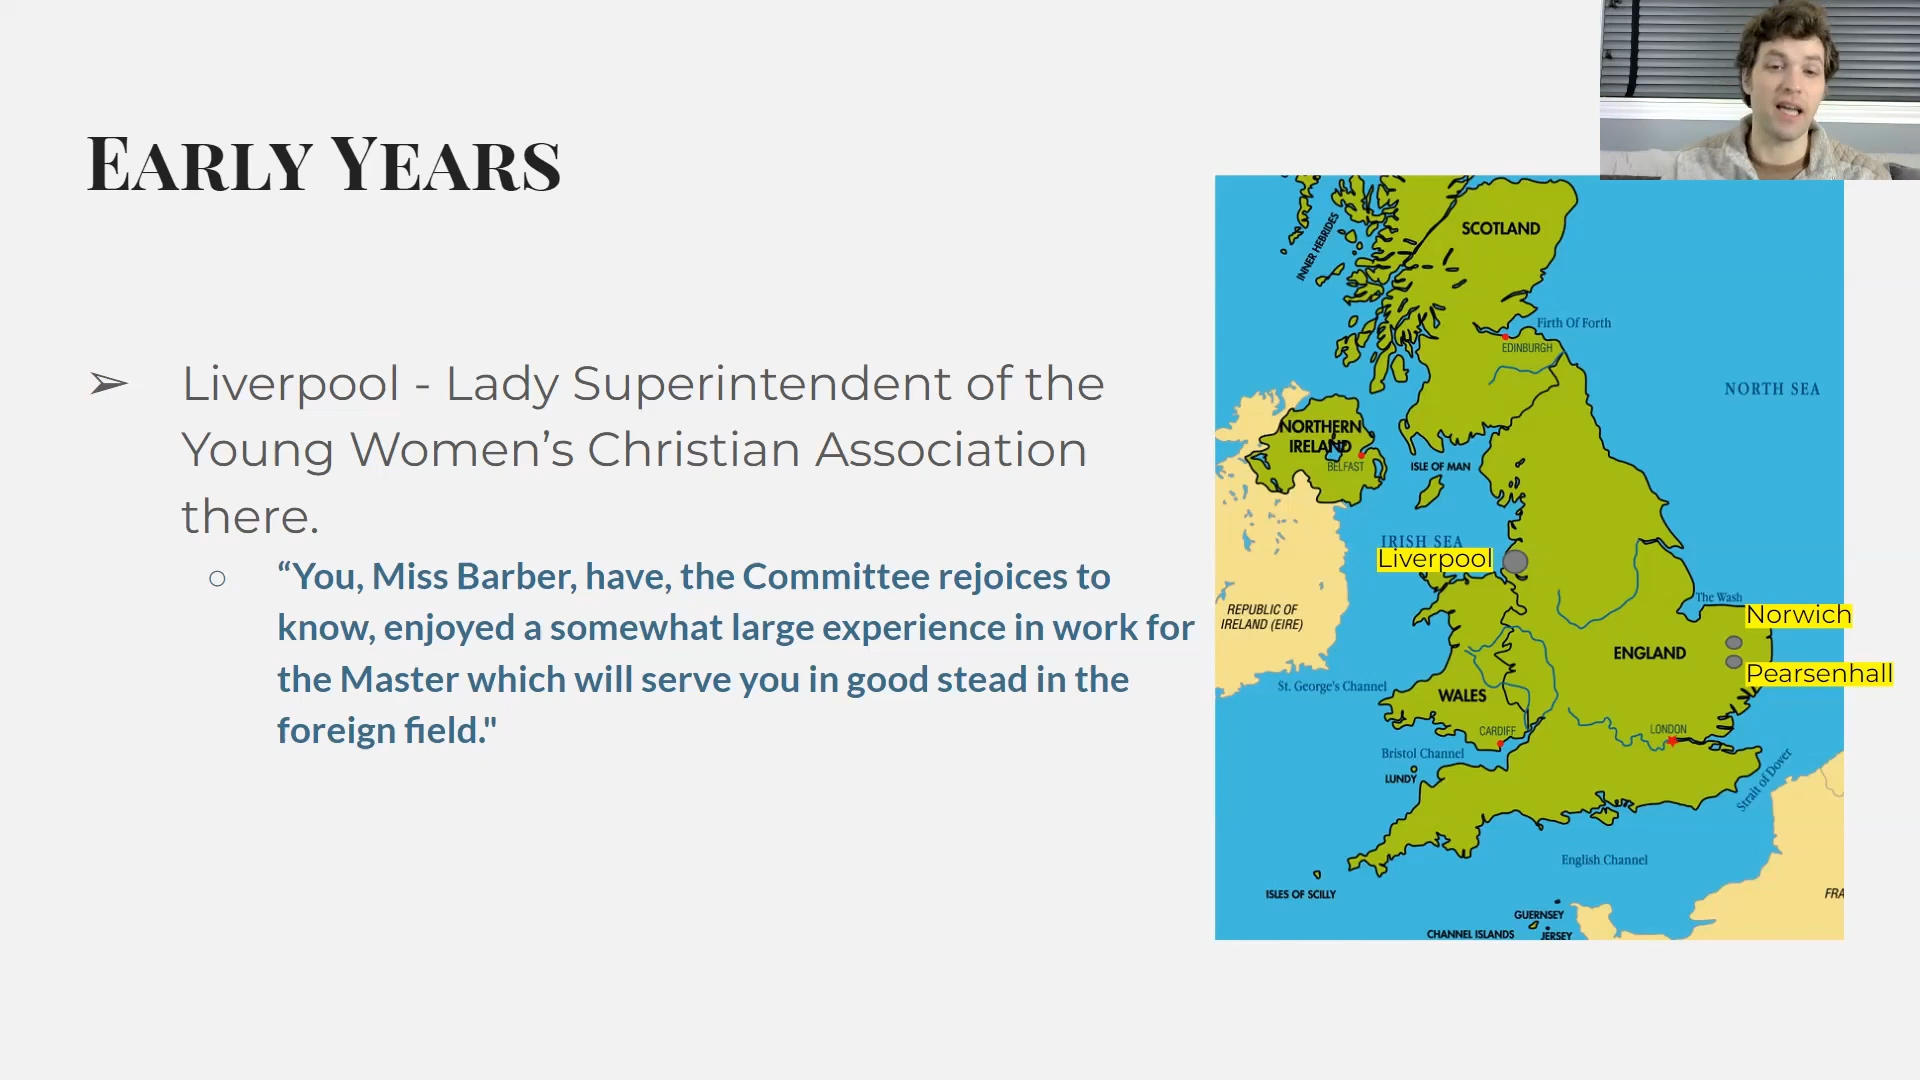 EARLY YEARS
➢ Liverpool - Lady Superintendent of the
Young Women’s Christian Association
there.
○ “You, Miss Barber, have, the Committee rejoices to
know, enjoyed a somewhat large experience in work for
the Master which will serve you in good stead in the
foreign field."
SCOTLAND
INNER HEBRIDES
Firth Of Forth
EDINBURGH
NORTH SEA
NORTHERN
IRELAND
BELFAST
ISLE OF MAN
IRISH SEA
Liverpool
The Wash
REPUBLIC OF
IRELAND (EIRE)
Norwich
ENGLAND
Pearsenhall
St. George's Channel
WALES
CARDIFF
LONDON
Bristol Channel
LUNDY
Strait of Dover
English Channel
ISLES OF SCILLY
FRA
GUERNSEY
CHANNEL ISLANDS
JERSEY